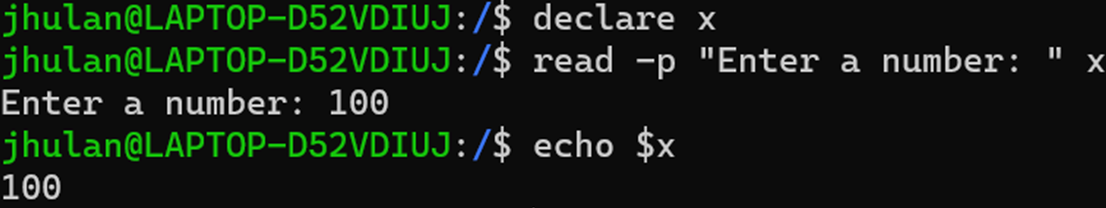 jhulan@LAPTOP-D52VDIUJ:/$ declare x
jhulan@LAPTOP-D52VDIUJ:/$ read -p "Enter a number: " x
Enter a number: 100
jhulan@LAPTOP-D52VDIUJ:/$ echo $x
100